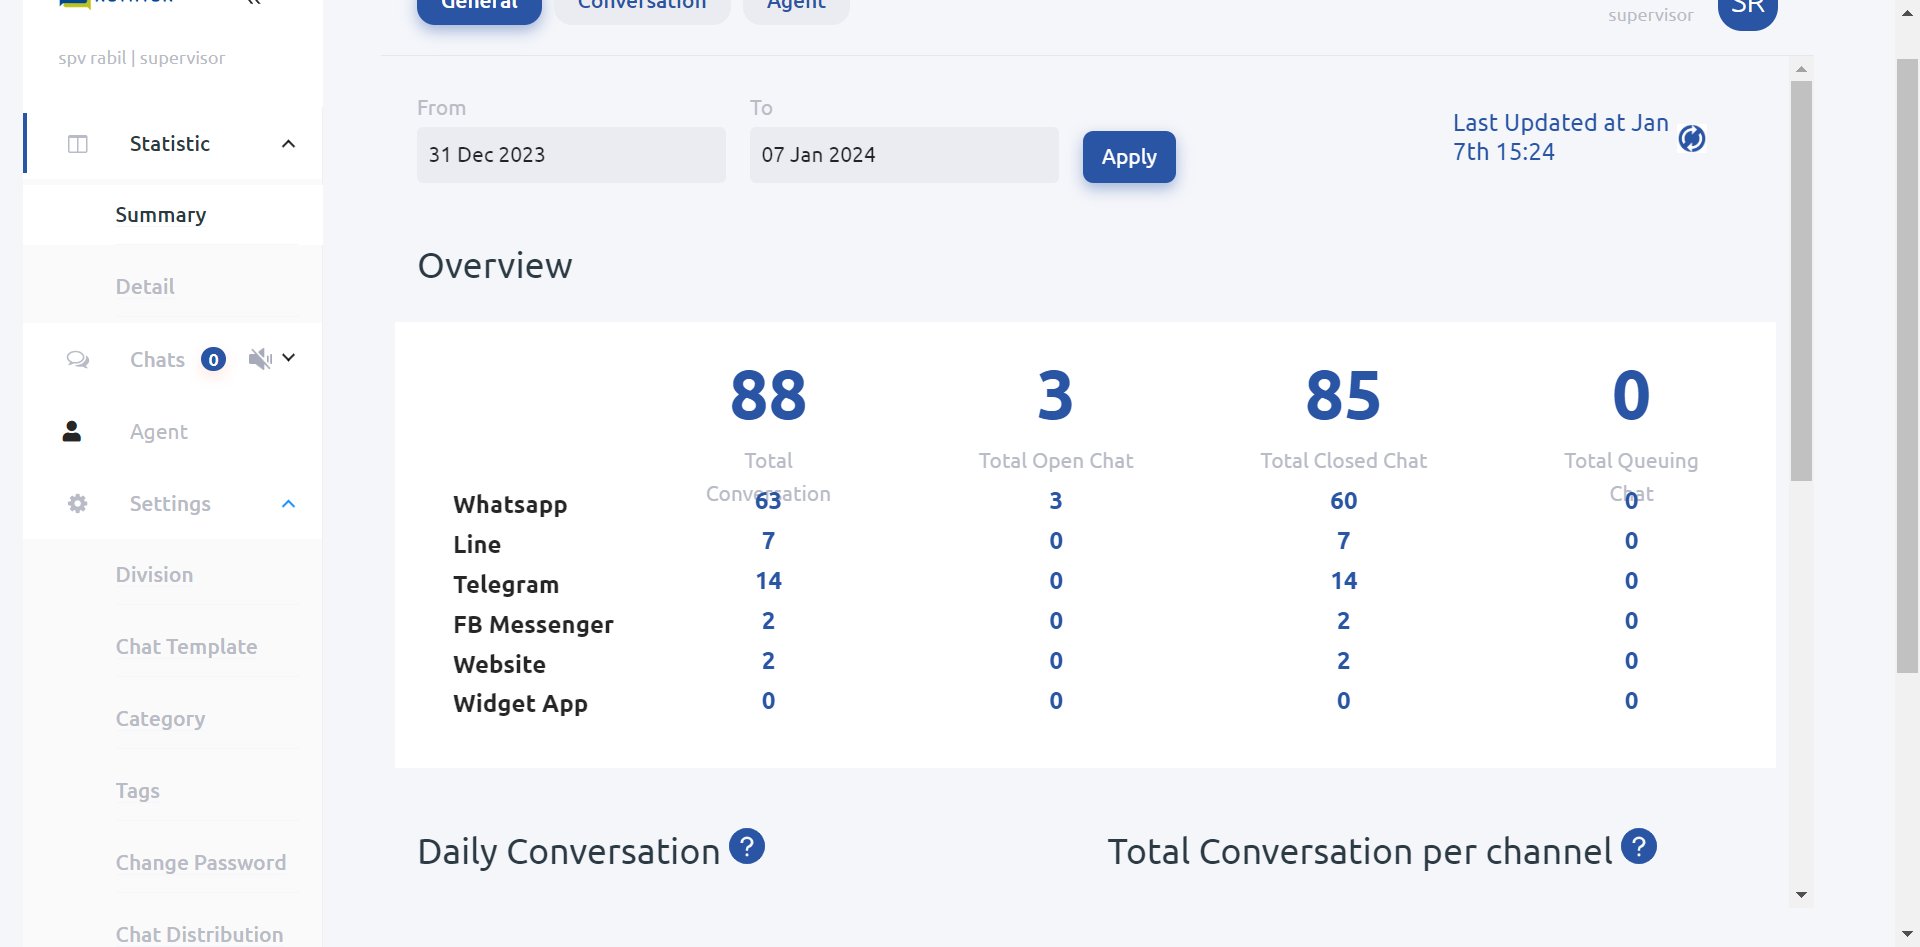 General Conversation Agent
supervisor SR
spv rabil | supervisor
Statistic
Summary
Detail
Chats 0
Agent
Settings
Division
Chat Template
Category
Tags
Change Password
Chat Distribution
From To
31 Dec 2023 07 Jan 2024 Apply
Last Updated at Jan
7th 15:24
Overview
88 3 85 0
Total Conversation Total Open Chat Total Closed Chat Total Queuing Chat
Whatsapp 63 3 60 0
Line 7 0 7 0
Telegram 14 0 14 0
FB Messenger 2 0 2 0
Website 2 0 2 0
Widget App 0 0 0 0
Daily Conversation ?
Total Conversation per channel ?